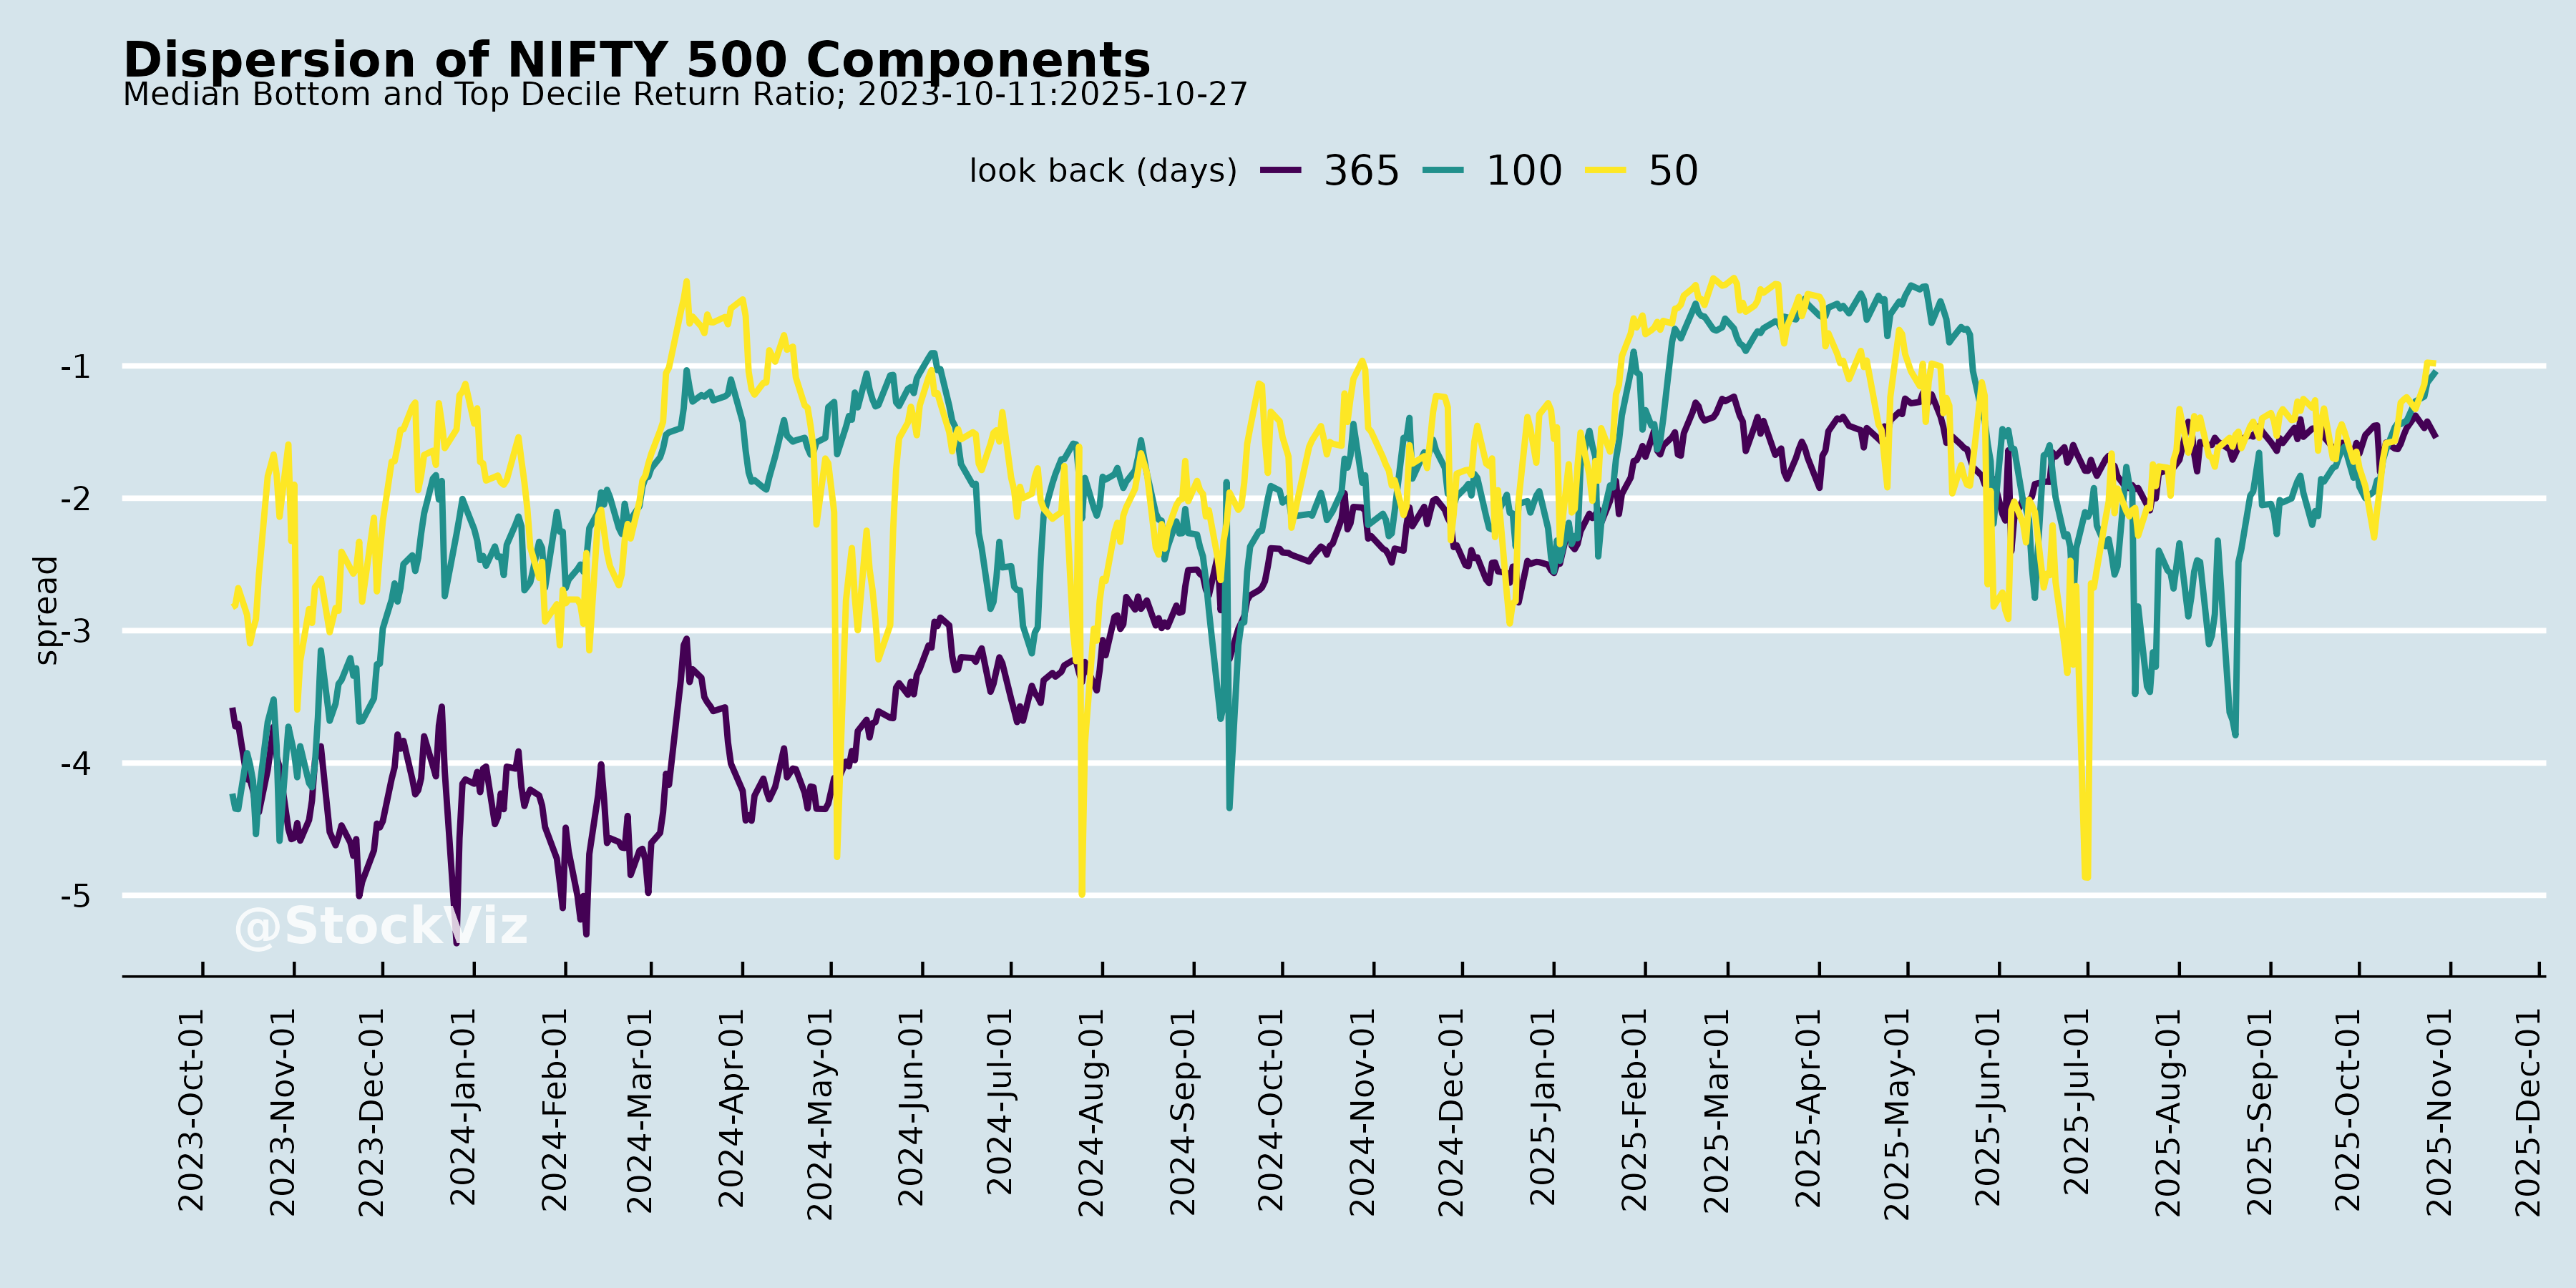 Dispersion of NIFTY 500 Components
Median Bottom and Top Decile Return Ratio; 2023-10-11:2025-10-27
look back (days) 365 100 50
spread
-1
-2
-3
-4
-5
@StockViz
2023-Oct-01
2023-Nov-01
2023-Dec-01
2024-Jan-01
2024-Feb-01
2024-Mar-01
2024-Apr-01
2024-May-01
2024-Jun-01
2024-Jul-01
2024-Aug-01
2024-Sep-01
2024-Oct-01
2024-Nov-01
2024-Dec-01
2025-Jan-01
2025-Feb-01
2025-Mar-01
2025-Apr-01
2025-May-01
2025-Jun-01
2025-Jul-01
2025-Aug-01
2025-Sep-01
2025-Oct-01
2025-Nov-01
2025-Dec-01